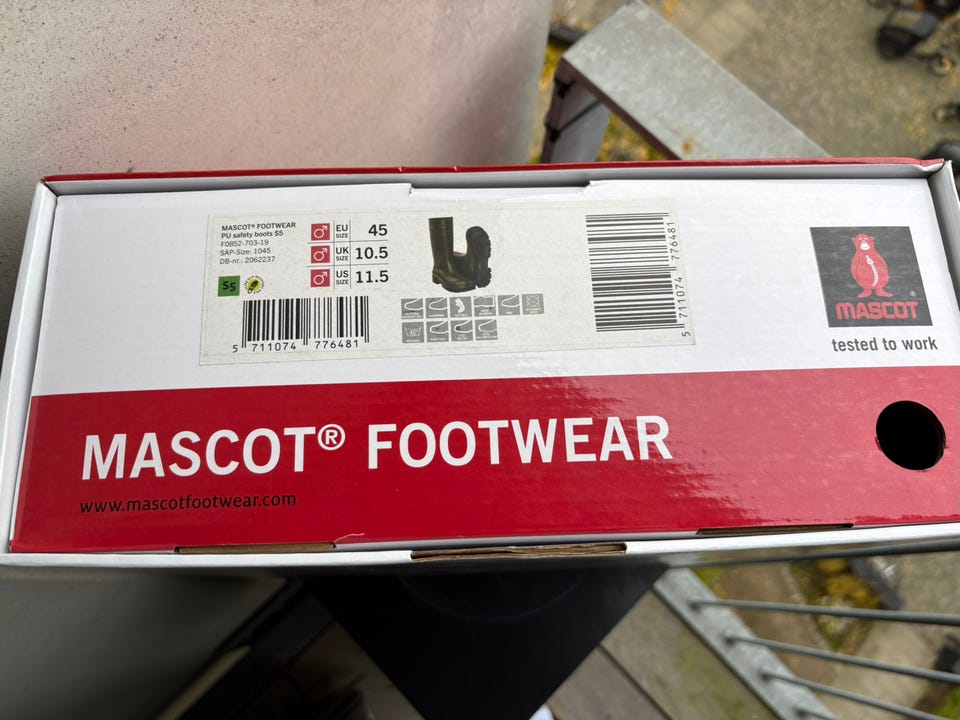 MASCOT® FOOTWEAR
PU safety boots S5
F0852-703-19
SAP-Size: 1045
DB-nr.: 2062237
EU SIZE 45
UK SIZE 10.5
US SIZE 11.5
S5
5 711074 776481
5 711074 776481
MASCOT®
tested to work
MASCOT® FOOTWEAR
www.mascotfootwear.com